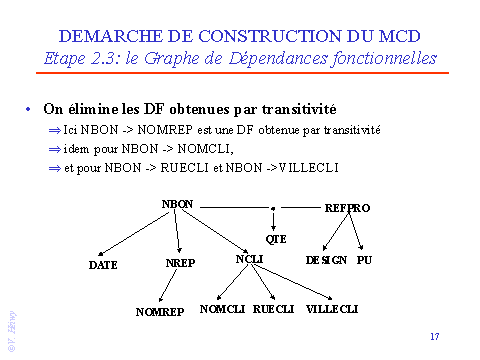 DEMARCHE DE CONSTRUCTION DU MCD
Etape 2.3: le Graphe de Dépendances fonctionnelles
• On élimine les DF obtenues par transitivité
⇒ Ici NBON -> NOMREP est une DF obtenue par transitivité
⇒ idem pour NBON -> NOMCLI,
⇒ et pour NBON -> RUECLI et NBON ->VILLECLI
NBON
REFPRO
QTE
DATE
NREP
NCLI
DESIGN
PU
NOMREP
NOMCLI
RUECLI
VILLECLI
17